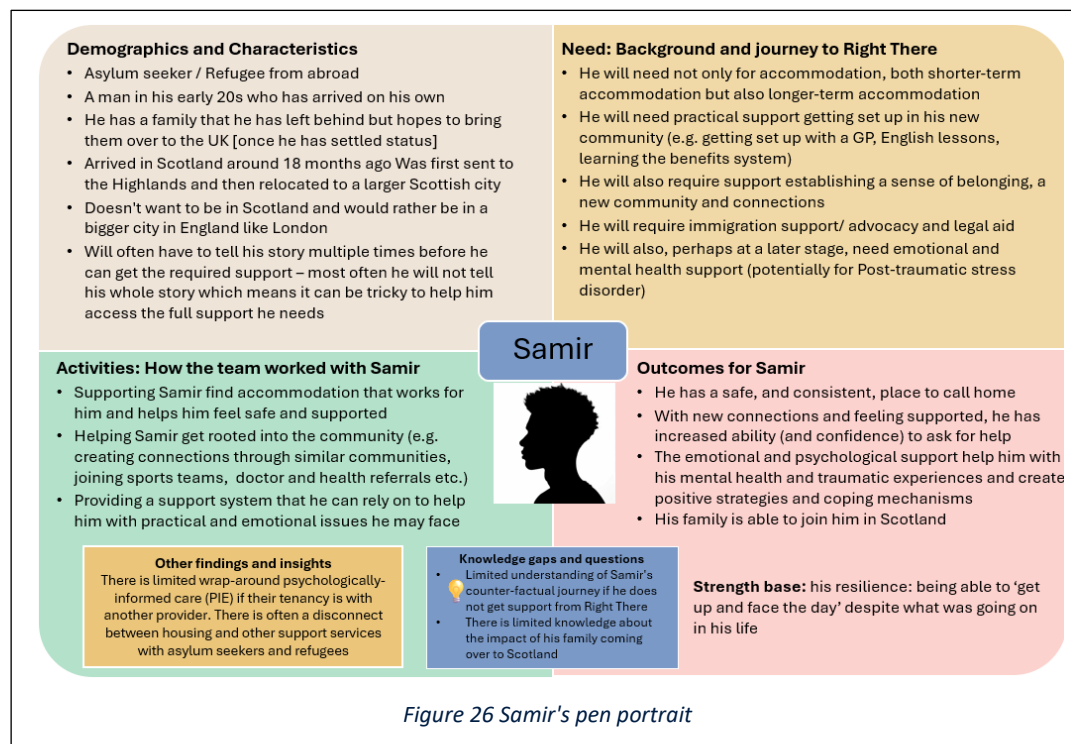 Demographics and Characteristics
• Asylum seeker / Refugee from abroad
• A man in his early 20s who has arrived on his own
• He has a family that he has left behind but hopes to bring
them over to the UK [once he has settled status]
• Arrived in Scotland around 18 months ago Was first sent to
the Highlands and then relocated to a larger Scottish city
• Doesn't want to be in Scotland and would rather be in a
bigger city in England like London
• Will often have to tell his story multiple times before he
can get the required support – most often he will not tell
his whole story which means it can be tricky to help him
access the full support he needs
Need: Background and journey to Right There
• He will need not only for accommodation, both shorter-term
accommodation but also longer-term accommodation
• He will need practical support getting set up in his new
community (e.g. getting set up with a GP, English lessons,
learning the benefits system)
• He will also require support establishing a sense of belonging, a
new community and connections
• He will require immigration support/ advocacy and legal aid
• He will also, perhaps at a later stage, need emotional and
mental health support (potentially for Post-traumatic stress
disorder)
Samir
Activities: How the team worked with Samir
• Supporting Samir find accommodation that works for
him and helps him feel safe and supported
• Helping Samir get rooted into the community (e.g.
creating connections through similar communities,
joining sports teams, doctor and health referrals etc.)
• Providing a support system that he can rely on to help
him with practical and emotional issues he may face
Outcomes for Samir
• He has a safe, and consistent, place to call home
• With new connections and feeling supported, he has
increased ability (and confidence) to ask for help
• The emotional and psychological support help him with
his mental health and traumatic experiences and create
positive strategies and coping mechanisms
• His family is able to join him in Scotland
Other findings and insights
There is limited wrap-around psychologically-
informed care (PIE) if their tenancy is with
another provider. There is often a disconnect
between housing and other support services
with asylum seekers and refugees
Knowledge gaps and questions
• Limited understanding of Samir's
counter-factual journey if he does
not get support from Right There
• There is limited knowledge about
the impact of his family coming
over to Scotland
Strength base: his resilience: being able to ‘get
up and face the day’ despite what was going on
in his life
Figure 26 Samir's pen portrait